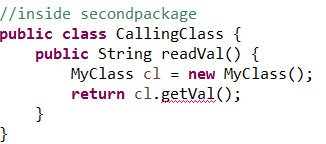 //inside secondpackage
public class CallingClass {
    public String readVal() {
        MyClass cl = new MyClass();
        return cl.getVal();
    }
}